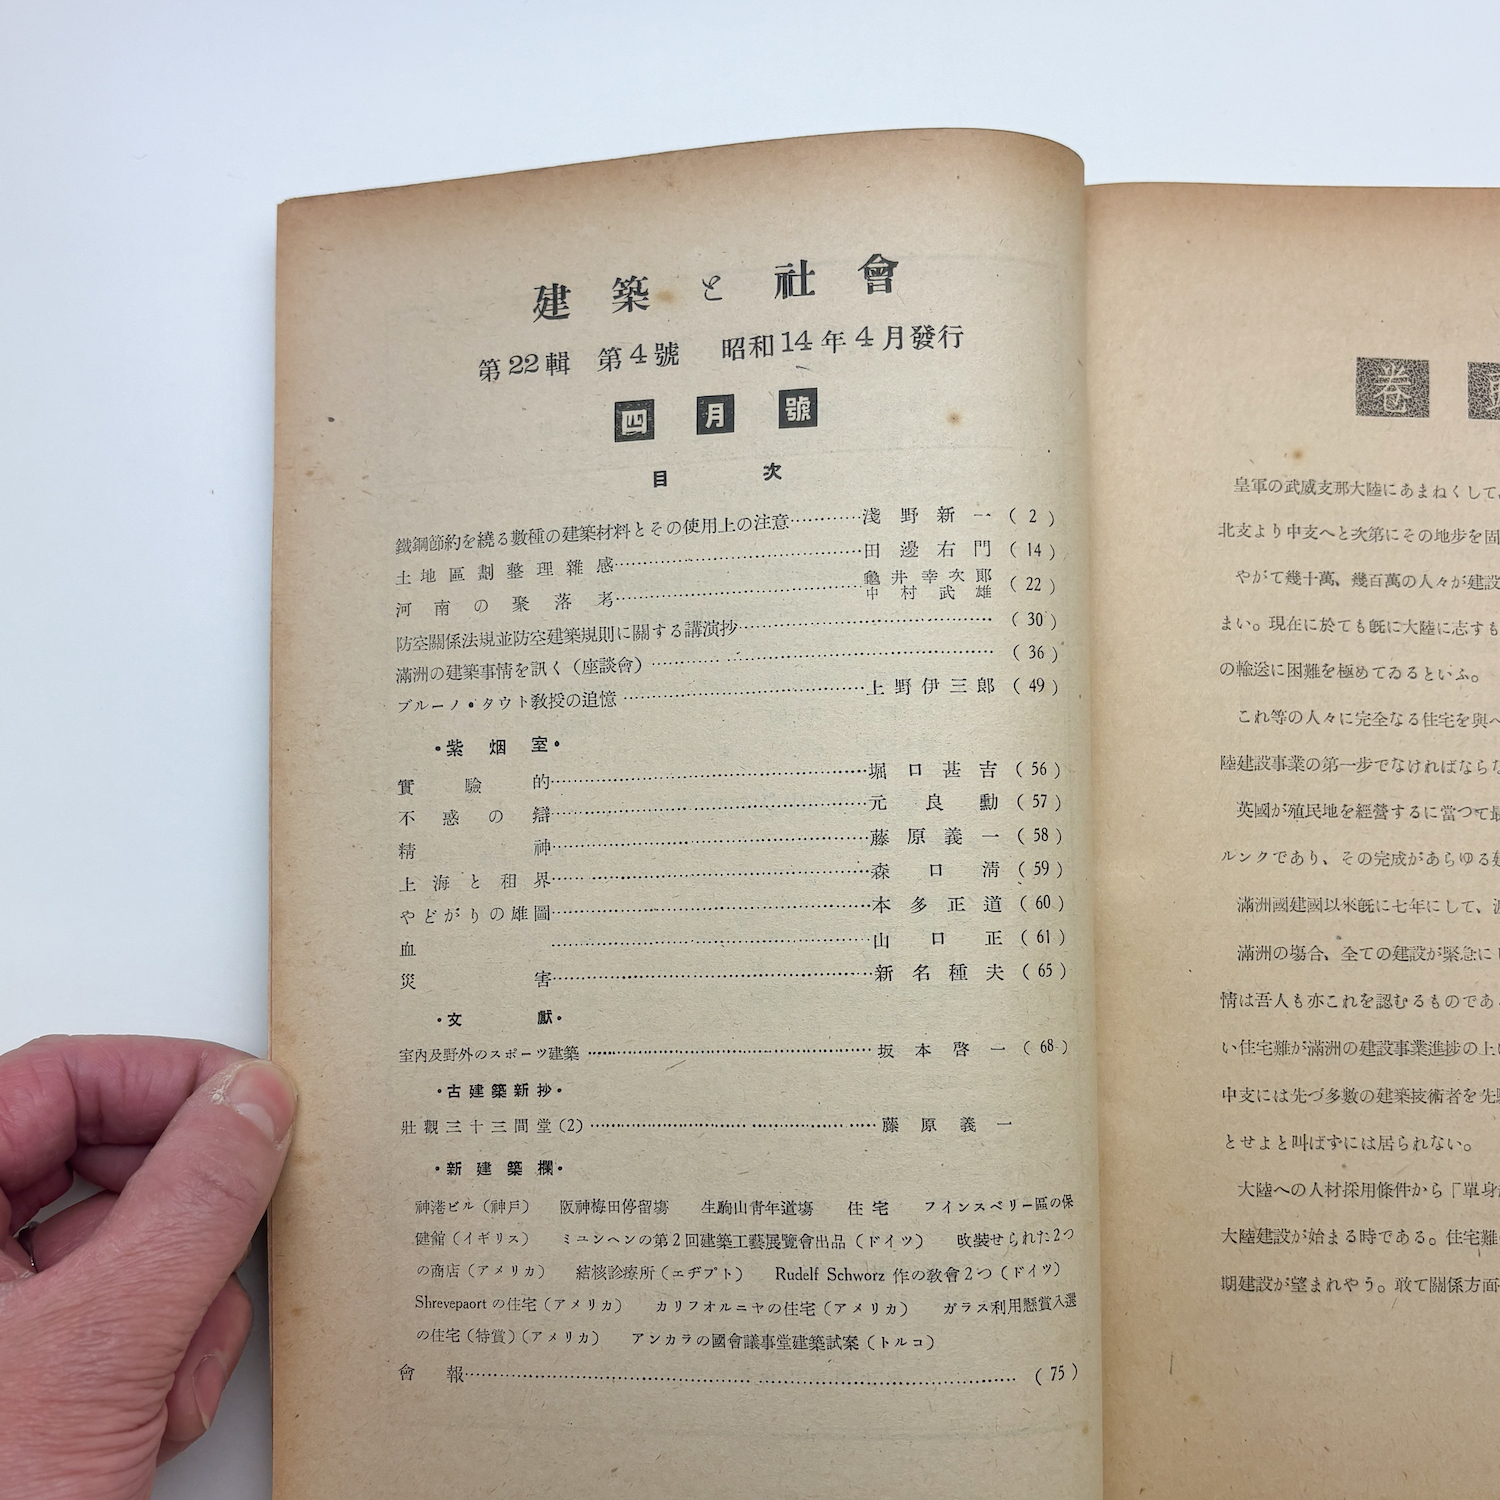 建築と社會
第22輯 第4號 昭和14年4月發行
四月號
目次
鐵鋼節約を繞る數種の建築材料とその使用上の注意…………淺野新一(2)
土地區劃整理雜感…………田邊右門(14)
河南の聚落考…………龜井幸次郞 中村武雄(22)
防空關係法規並防空建築規則に關する講演抄…………(30)
滿洲の建築事情を訊く(座談會)…………(36)
ブルーノ・タウト敎授の追憶…………上野伊三郎(49)
・紫烟室・
實驗的…………堀口甚吉(56)
不惑の辯…………元良勳(57)
精神…………藤原義一(58)
上海と租界…………森口淸(59)
やどがりの雄圖…………本多正道(60)
血…………山口正(61)
災害…………新名種夫(65)
・文獻・
室內及野外のスポーツ建築…………坂本啓一(68)
・古建築新抄・
壯觀三十三間堂(2)…………藤原義一
・新建築欄・
神港ビル(神戶) 阪神梅田停留場 生駒山靑年道場 住宅 フインスベリー區の保
健館(イギリス) ミユンヘンの第2回建築工藝展覽會出品(ドイツ) 改裝せられた2つ
の商店(アメリカ) 結核診療所(エヂプト) Rudelf Schworz 作の敎會2つ(ドイツ)
Shrevepaort の住宅(アメリカ) カリフオルニヤの住宅(アメリカ) ガラス利用懸賞入選
の住宅(特賞)(アメリカ) アンカラの國會議事堂建築試案(トルコ)
會報…………(75)
卷
皇軍の武威支那大陸にあまねくして、
北支より中支へと次第にその地步を固
やがて幾十萬、幾百萬の人々が建設
まい。現在に於ても旣に大陸に志すも
の輸送に困難を極めてゐるといふ。
これ等の人々に完全なる住宅を與へ
陸建設事業の第一步でなければならな
英國が殖民地を經營するに當つて最
ルンクであり、その完成があらゆる建
滿洲國建國以來旣に七年にして、
滿洲の場合、全ての建設が緊急に
情は吾人も亦これを認むるものであ
い住宅難が滿洲の建設事業進捗の上
中支には先づ多數の建築技術者を先
とせよと叫ばずには居られない。
大陸への人材採用條件から「單身
大陸建設が始まる時である。住宅難
期建設が望まれやう。敢て關係方面